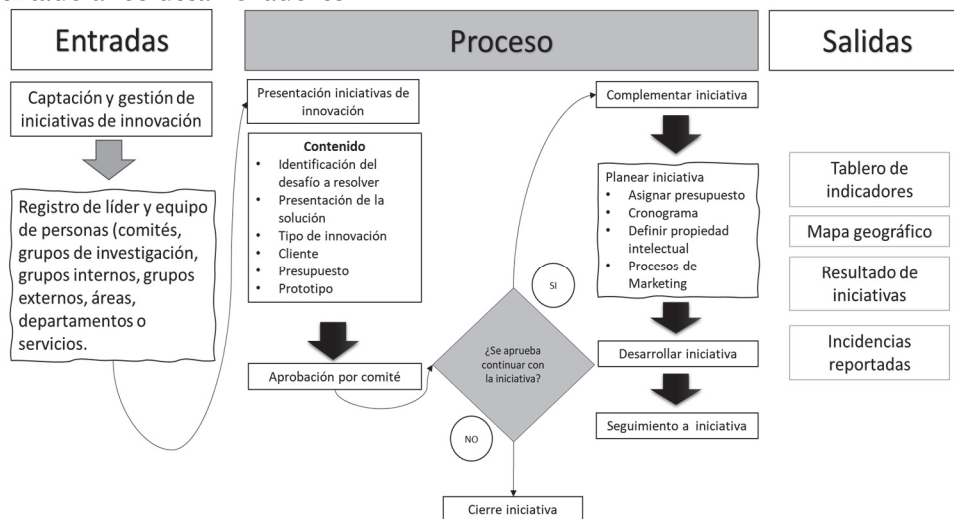 Entradas
Captación y gestión de
iniciativas de innovación
Registro de líder y equipo
de personas (comités,
grupos de investigación,
grupos internos, grupos
externos, áreas,
departamentos o
servicios.
Proceso
Presentación iniciativas de
innovación
Contenido
• Identificación del
desafío a resolver
• Presentación de la
solución
• Tipo de innovación
• Cliente
• Presupuesto
• Prototipo
Aprobación por comité
¿Se aprueba
continuar con
la iniciativa?
SI
NO
Cierre iniciativa
Complementar iniciativa
Planear iniciativa
• Asignar presupuesto
• Cronograma
• Definir propiedad
intelectual
• Procesos de
Marketing
Desarrollar iniciativa
Seguimiento a iniciativa
Salidas
Tablero de
indicadores
Mapa geográfico
Resultado de
iniciativas
Incidencias
reportadas